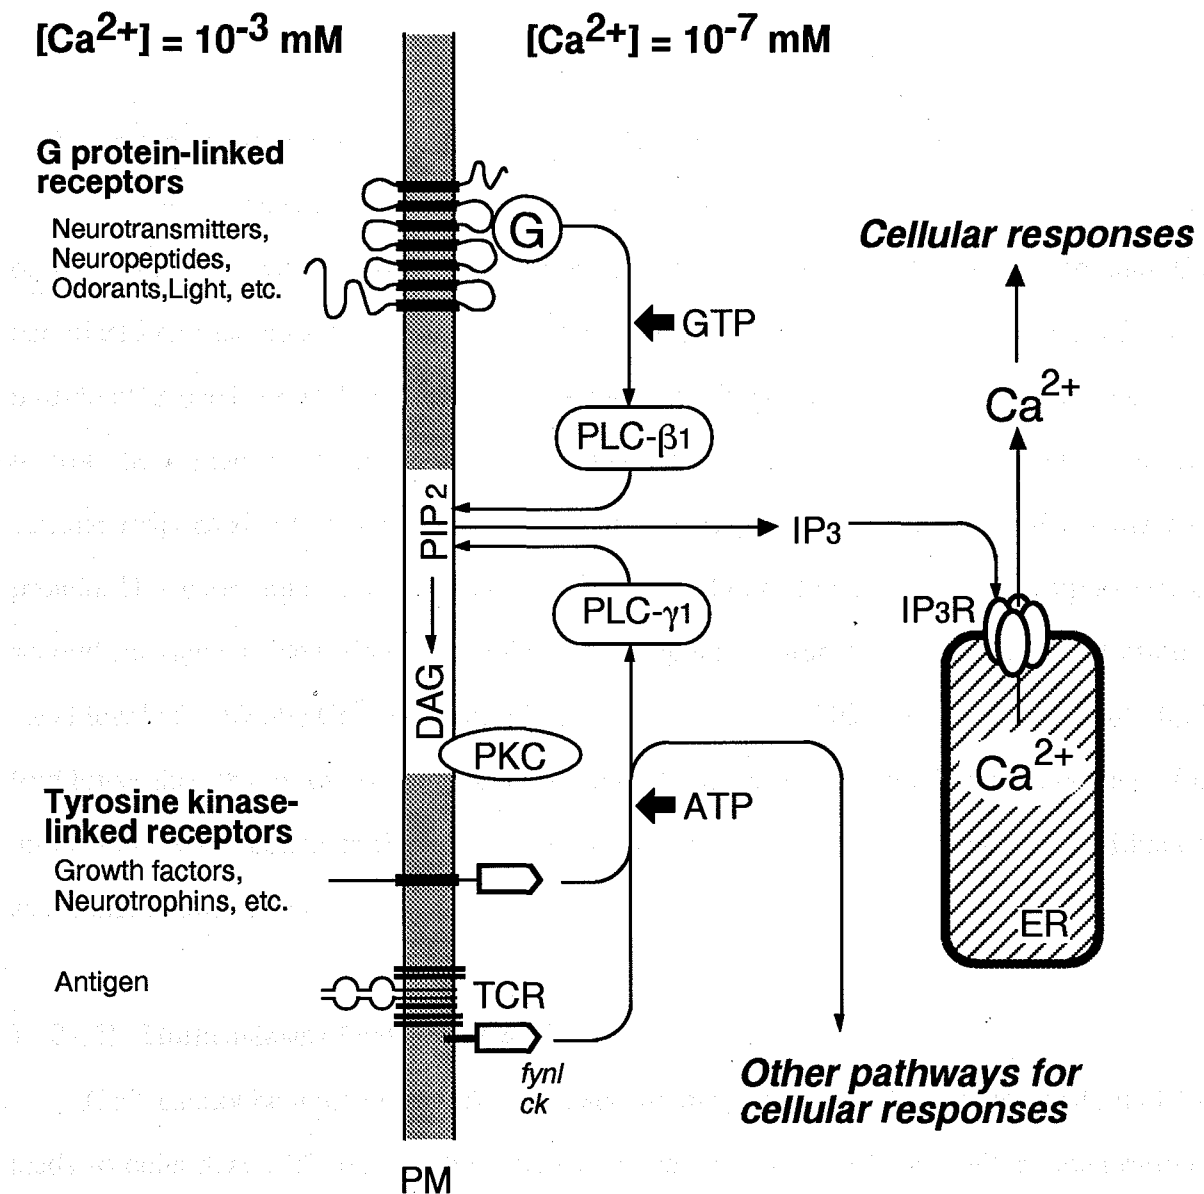 [Ca2+] = 10-3 mM
[Ca2+] = 10-7 mM
G protein-linked
receptors
Neurotransmitters,
Neuropeptides,
Odorants,Light, etc.
G
GTP
PLC-β1
PIP2
IP3
PLC-γ1
DAG
PKC
ATP
Cellular responses
Ca2+
IP3R
Ca2+
ER
Tyrosine kinase-
linked receptors
Growth factors,
Neurotrophins, etc.
Antigen
TCR
fynl
ck
Other pathways for
cellular responses
PM